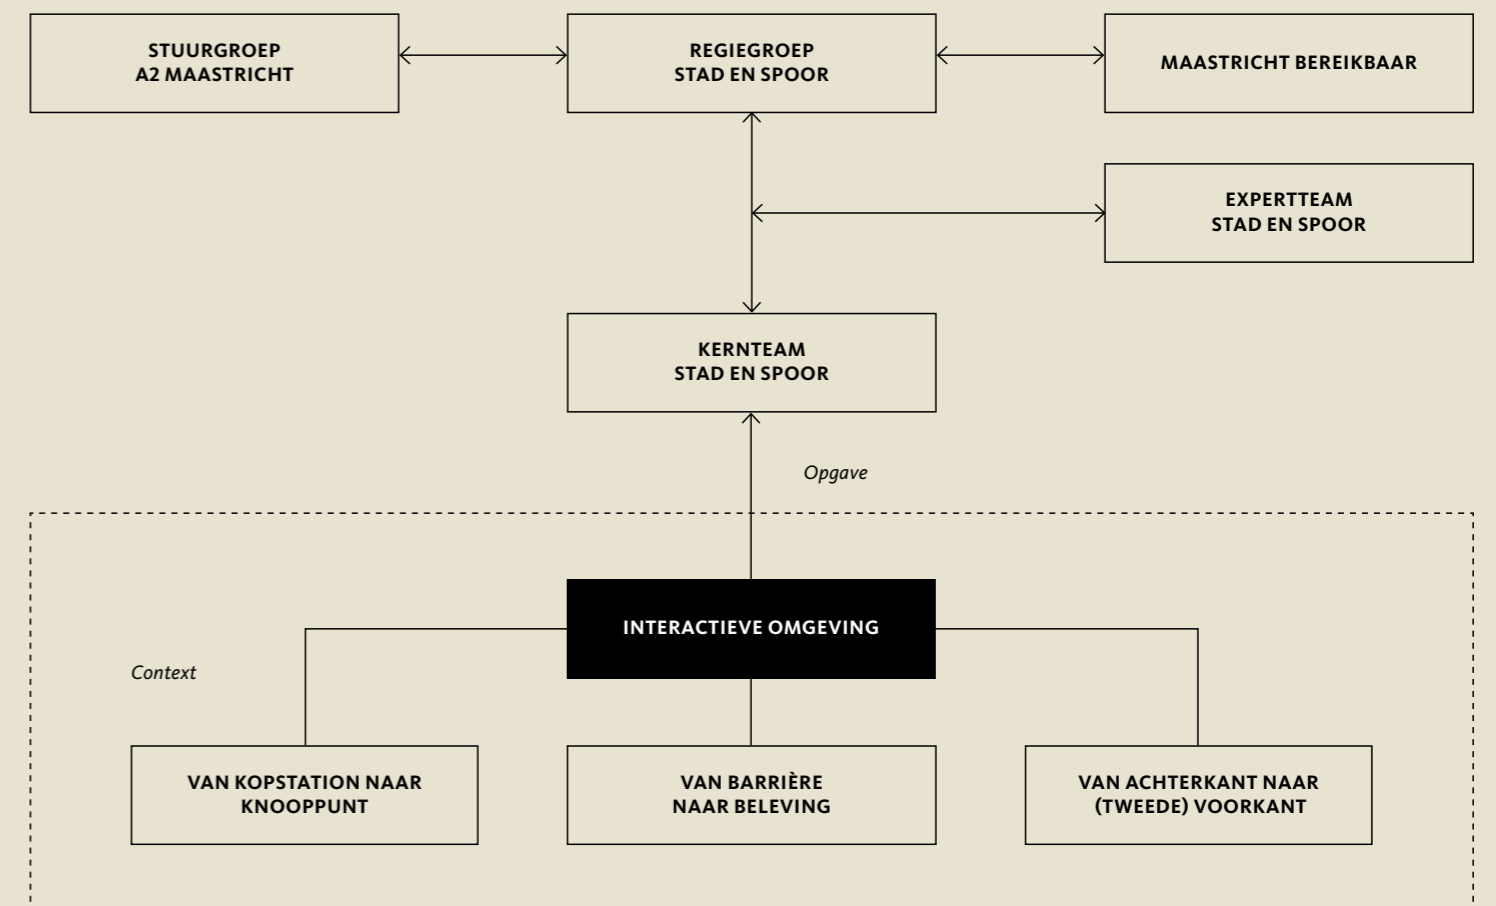 STUURGROEP
A2 MAASTRICHT
REGIEGROEP
STAD EN SPOOR
MAASTRICHT BEREIKBAAR
EXPERTTEAM
STAD EN SPOOR
KERNTEAM
STAD EN SPOOR
Opgave
INTERACTIEVE OMGEVING
Context
VAN KOPSTATION NAAR
KNOOPPUNT
VAN BARRIÈRE
NAAR BELEVING
VAN ACHTERKANT NAAR
(TWEEDE) VOORKANT